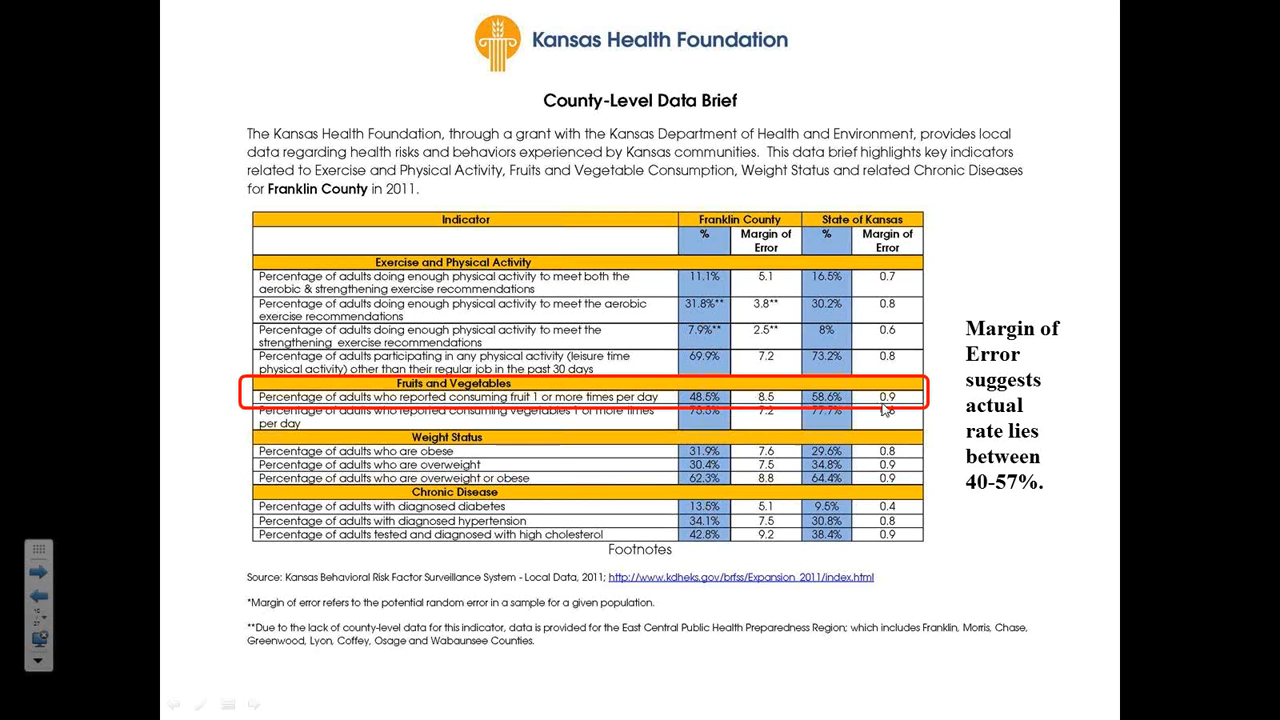 Kansas Health Foundation
County-Level Data Brief
The Kansas Health Foundation, through a grant with the Kansas Department of Health and Environment, provides local
data regarding health risks and behaviors experienced by Kansas communities. This data brief highlights key indicators
related to Exercise and Physical Activity, Fruits and Vegetable Consumption, Weight Status and related Chronic Diseases
for Franklin County in 2011.
Indicator Franklin County State of Kansas
% Margin of Error % Margin of Error
Exercise and Physical Activity
Percentage of adults doing enough physical activity to meet both the
aerobic & strengthening exercise recommendations 11.1% 5.1 16.5% 0.7
Percentage of adults doing enough physical activity to meet the aerobic
exercise recommendations 31.8%** 3.8** 30.2% 0.8
Percentage of adults doing enough physical activity to meet the
strengthening exercise recommendations 7.9%** 2.5** 8% 0.6
Percentage of adults participating in any physical activity (leisure time
physical activity) other than their regular job in the past 30 days 69.9% 7.2 73.2% 0.8
Fruits and Vegetables
Percentage of adults who reported consuming fruit 1 or more times per day 48.5% 8.5 58.6% 0.9
Percentage of adults who reported consuming vegetables 1 or more times
per day 7.2 77.7%
Weight Status
Percentage of adults who are obese 31.9% 7.6 29.6% 0.8
Percentage of adults who are overweight 30.4% 7.5 34.8% 0.9
Percentage of adults who are overweight or obese 62.3% 8.8 64.4% 0.9
Chronic Disease
Percentage of adults with diagnosed diabetes 13.5% 5.1 9.5% 0.4
Percentage of adults with diagnosed hypertension 34.1% 7.5 30.8% 0.8
Percentage of adults tested and diagnosed with high cholesterol 42.8% 9.2 38.4% 0.9
Footnotes
Source: Kansas Behavioral Risk Factor Surveillance System - Local Data, 2011; http://www.kdheks.gov/brfss/Expansion_2011/index.html
*Margin of error refers to the potential random error in a sample for a given population.
**Due to the lack of county-level data for this indicator, data is provided for the East Central Public Health Preparedness Region; which includes Franklin, Morris, Chase,
Greenwood, Lyon, Coffey, Osage and Wabaunsee Counties.
Margin of
Error
suggests
actual
rate lies
between
40-57%.